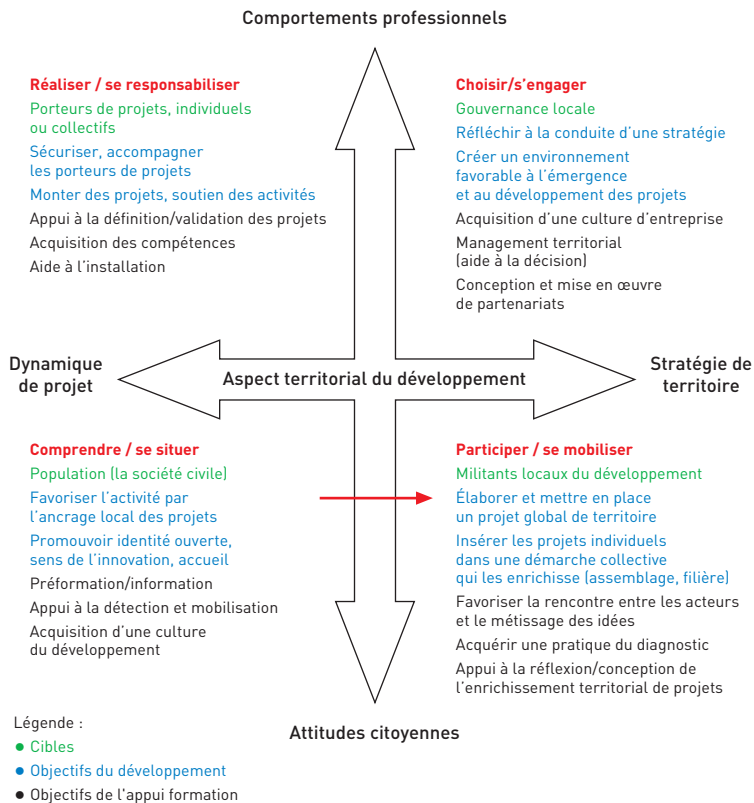 Comportements professionnels
Réaliser / se responsabiliser
Porteurs de projets, individuels
ou collectifs
Sécuriser, accompagner
les porteurs de projets
Monter des projets, soutien des activités
Appui à la définition/validation des projets
Acquisition des compétences
Aide à l'installation
Choisir/s'engager
Gouvernance locale
Réfléchir à la conduite d'une stratégie
Créer un environnement
favorable à l'émergence
et au développement des projets
Acquisition d'une culture d'entreprise
Management territorial
(aide à la décision)
Conception et mise en œuvre
de partenariats
Dynamique
de projet
Aspect territorial du développement
Stratégie de
territoire
Comprendre / se situer
Population (la société civile)
Favoriser l'activité par
l'ancrage local des projets
Promouvoir identité ouverte,
sens de l'innovation, accueil
Préformation/information
Appui à la détection et mobilisation
Acquisition d'une culture
du développement
Participer / se mobiliser
Militants locaux du développement
Élaborer et mettre en place
un projet global de territoire
Insérer les projets individuels
dans une démarche collective
qui les enrichisse (assemblage, filière)
Favoriser la rencontre entre les acteurs
et le métissage des idées
Acquérir une pratique du diagnostic
Appui à la réflexion/conception de
l'enrichissement territorial de projets
Attitudes citoyennes
Légende :
● Cibles
● Objectifs du développement
● Objectifs de l'appui formation